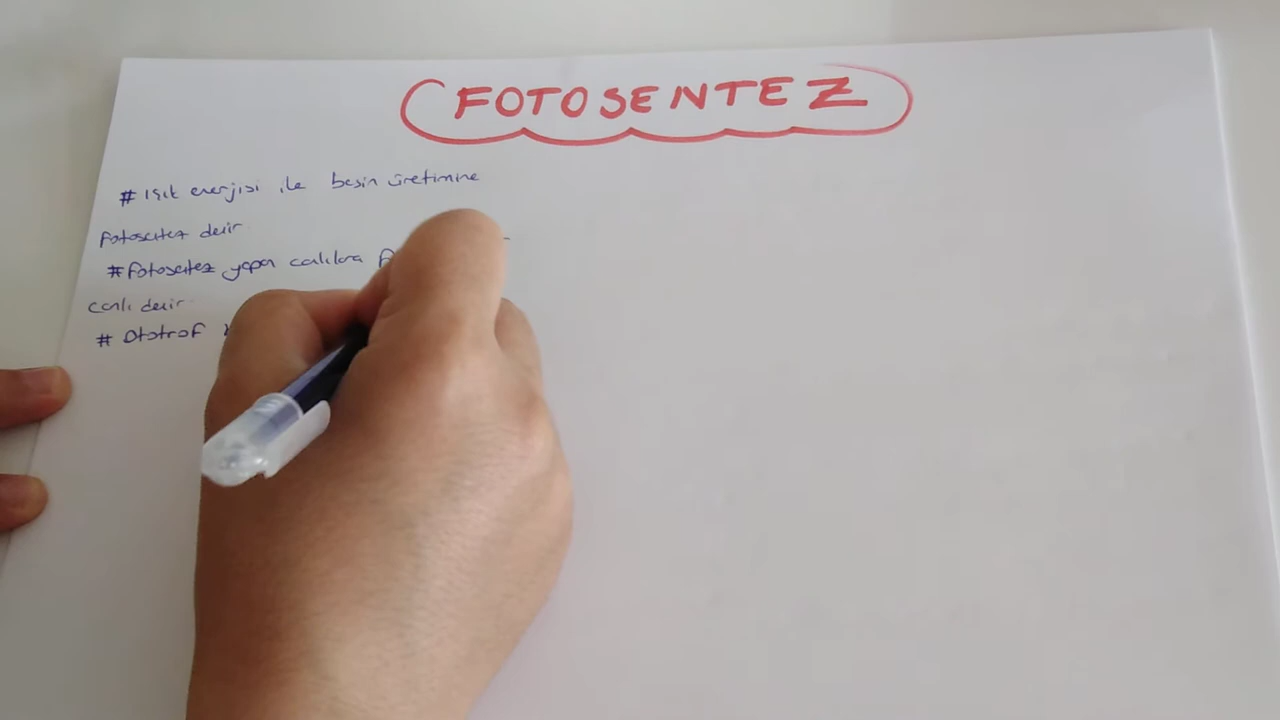 FOTOSENTEZ
# Işık enerjisi ile besin üretimine
fotosentez denir
# Fotosentez yapan canlılara
canlı denir
# Ototrof